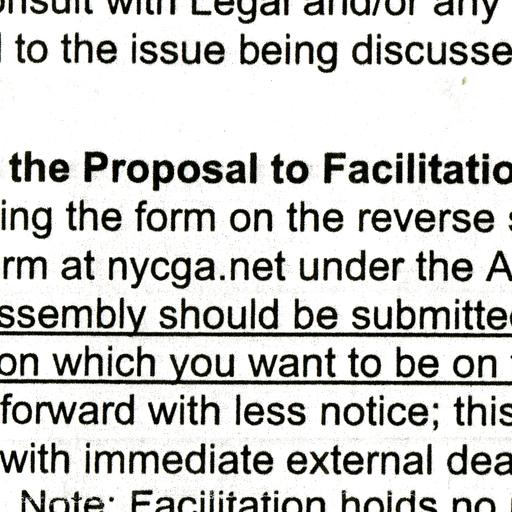 onsult with Legal and/or any
to the issue being discusse
the Proposal to Facilitatio
ing the form on the reverse s
rm at nycga.net under the A
ssembly should be submitted
on which you want to be on
forward with less notice; this
with immediate external dea
Note: Facilitation holds no